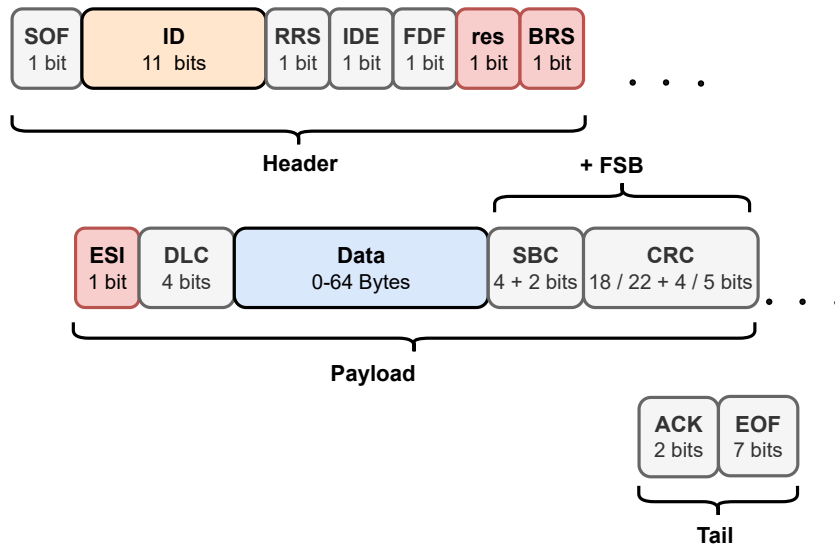 SOF ID RRS IDE FDF res BRS
1 bit 11 bits 1 bit 1 bit 1 bit 1 bit 1 bit
. . .
Header
+ FSB
ESI DLC Data SBC CRC
1 bit 4 bits 0-64 Bytes 4 + 2 bits 18 / 22 + 4 / 5 bits
. . .
Payload
ACK EOF
2 bits 7 bits
Tail